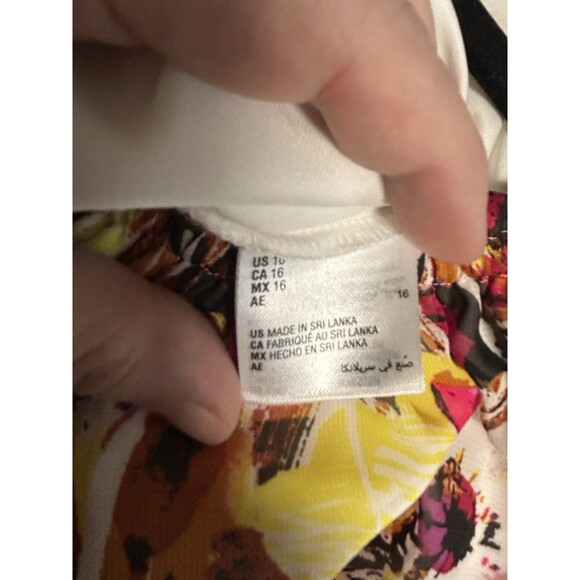 US 16
CA 16
MX 16
AE 16
US MADE IN SRI LANKA
CA FABRIQUÉ AU SRI LANKA
MX HECHO EN SRI LANKA
AE صُنع في سريلانكا